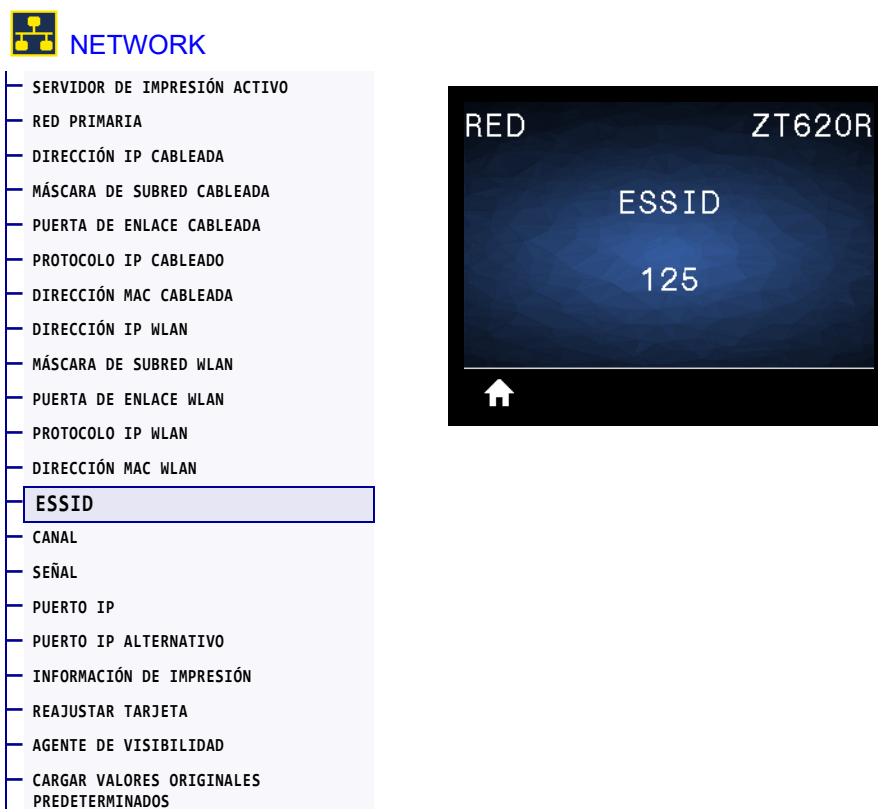 NETWORK
SERVIDOR DE IMPRESIÓN ACTIVO
RED PRIMARIA
DIRECCIÓN IP CABLEADA
MÁSCARA DE SUBRED CABLEADA
PUERTA DE ENLACE CABLEADA
PROTOCOLO IP CABLEADO
DIRECCIÓN MAC CABLEADA
DIRECCIÓN IP WLAN
MÁSCARA DE SUBRED WLAN
PUERTA DE ENLACE WLAN
PROTOCOLO IP WLAN
DIRECCIÓN MAC WLAN
ESSID
CANAL
SEÑAL
PUERTO IP
PUERTO IP ALTERNATIVO
INFORMACIÓN DE IMPRESIÓN
REAJUSTAR TARJETA
AGENTE DE VISIBILIDAD
CARGAR VALORES ORIGINALES
PREDETERMINADOS
RED ZT620R
ESSID
125